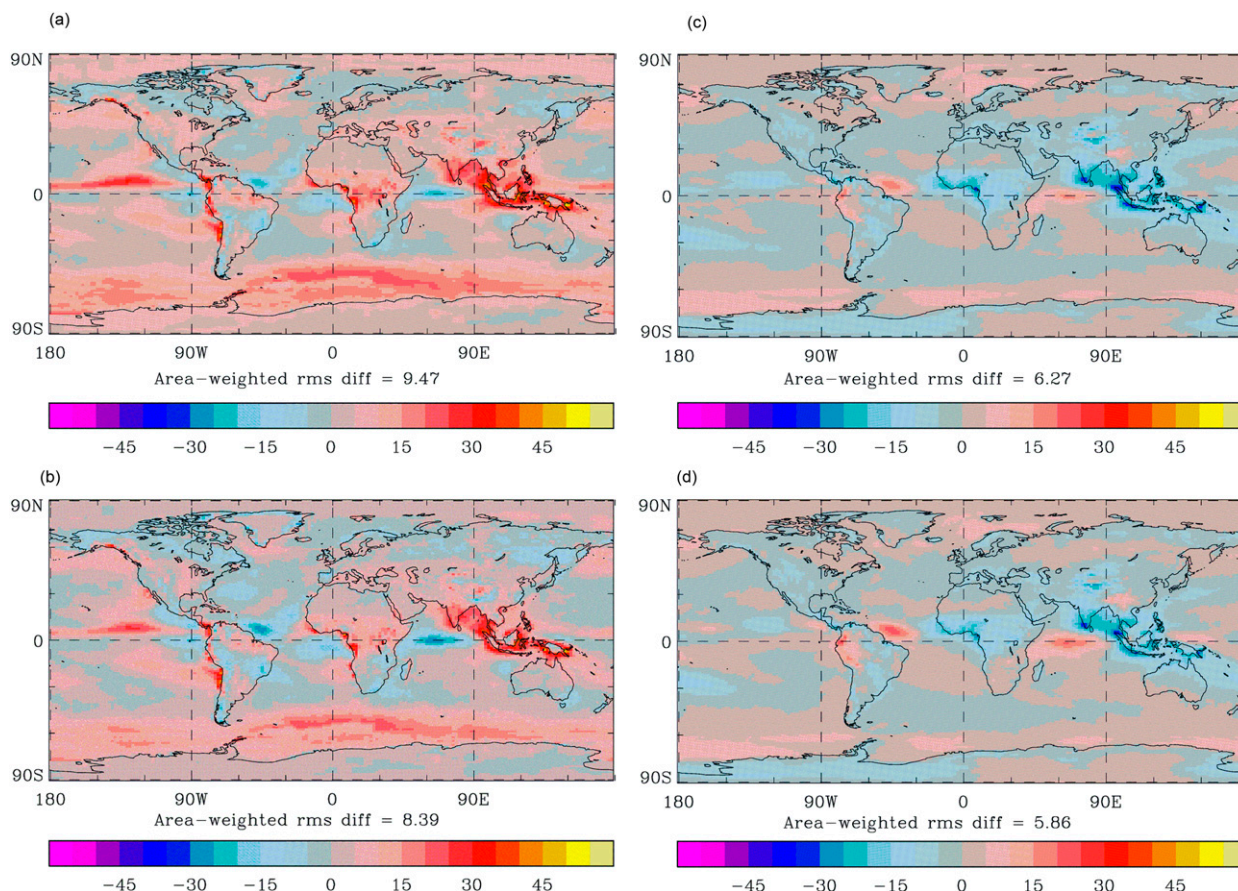 (a)
90N
0
90S
180 90W 0 90E
Area-weighted rms diff = 9.47
−45 −30 −15 0 15 30 45
(c)
90N
0
90S
180 90W 0 90E
Area-weighted rms diff = 6.27
−45 −30 −15 0 15 30 45
(b)
90N
0
90S
180 90W 0 90E
Area-weighted rms diff = 8.39
−45 −30 −15 0 15 30 45
(d)
90N
0
90S
180 90W 0 90E
Area-weighted rms diff = 5.86
−45 −30 −15 0 15 30 45